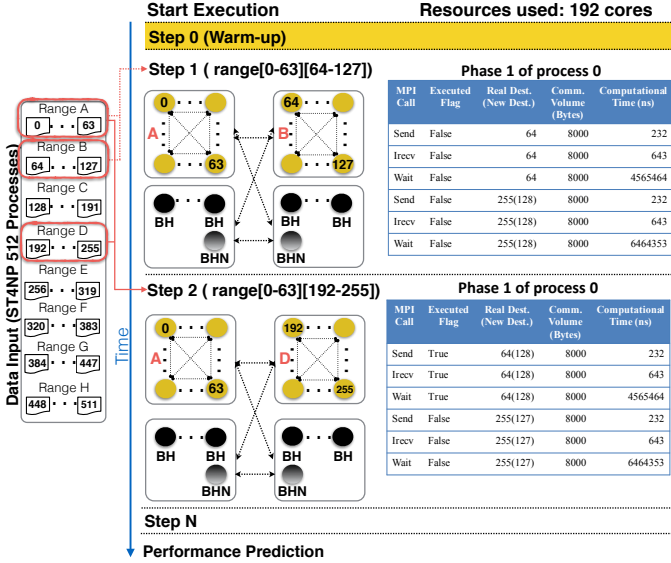 Start Execution
Resources used: 192 cores
Step 0 (Warm-up)
Data Input (ST4NP 512 Processes)
Range A
0 · · · 63
Range B
64 · · · 127
Range C
128 · · · 191
Range D
192 · · · 255
Range E
256 · · · 319
Range F
320 · · · 383
Range G
384 · · · 447
Range H
448 · · · 511
Time
Step 1 ( range[0-63][64-127])
0
A
63
64
B
127
BH BH
BHN
BH BH
BHN
Phase 1 of process 0
MPI Call Executed Flag Real Dest. (New Dest.) Comm. Volume (Bytes) Computational Time (ns)
Send False 64 8000 232
Irecv False 64 8000 643
Wait False 64 8000 4565464
Send False 255(128) 8000 232
Irecv False 255(128) 8000 643
Wait False 255(128) 8000 6464353
Step 2 ( range[0-63][192-255])
0
A
63
192
D
255
BH BH
BHN
BH BH
BHN
Phase 1 of process 0
MPI Call Executed Flag Real Dest. (New Dest.) Comm. Volume (Bytes) Computational Time (ns)
Send True 64(128) 8000 232
Irecv True 64(128) 8000 643
Wait True 64(128) 8000 4565464
Send False 255(127) 8000 232
Irecv False 255(127) 8000 643
Wait False 255(127) 8000 6464353
Step N
Performance Prediction